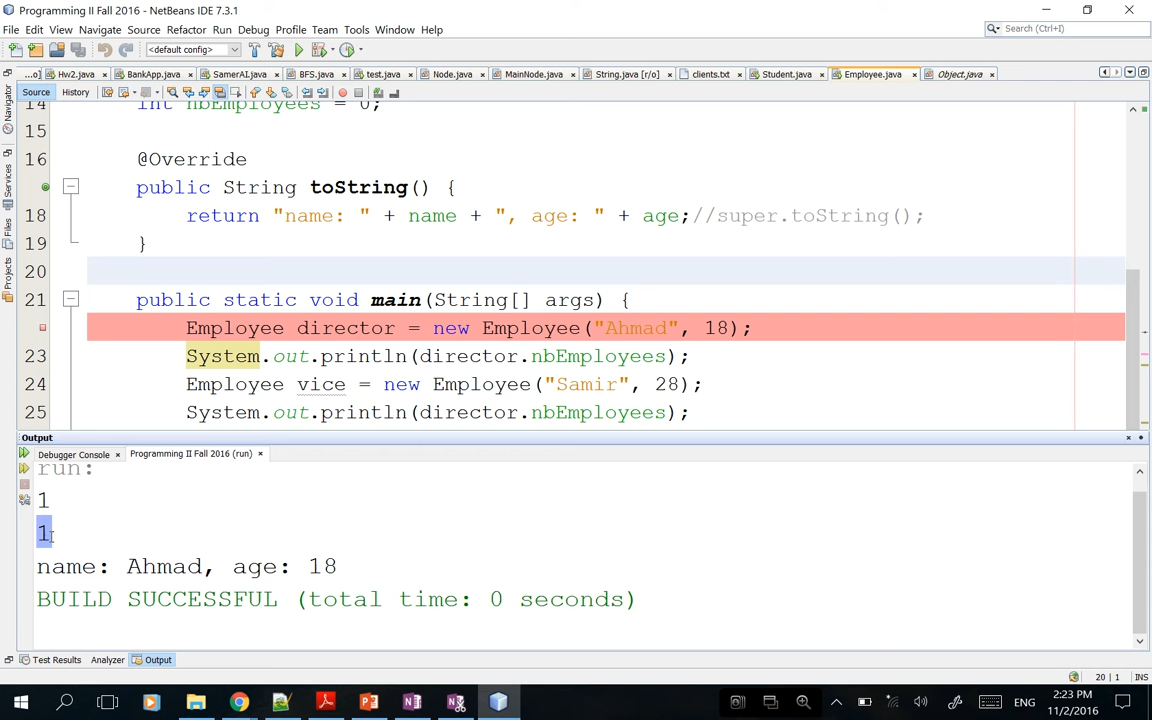 Programming II Fall 2016 - NetBeans IDE 7.3.1
File Edit View Navigate Source Refactor Run Debug Profile Team Tools Window Help
Search (Ctrl+I)
<default config>
...o] Hw2.java BankApp.java SamerAI.java BFS.java test.java Node.java MainNode.java String.java [r/o] clients.txt Student.java Employee.java Object.java
Source History
Navigator
Services
Files
Projects
14 int nbEmployees = 0;
15
16 @Override
public String toString() {
18 return "name: " + name + ", age: " + age;//super.toString();
19 }
20
21 public static void main(String[] args) {
Employee director = new Employee("Ahmad", 18);
23 System.out.println(director.nbEmployees);
24 Employee vice = new Employee("Samir", 28);
25 System.out.println(director.nbEmployees);
Output
Debugger Console Programming II Fall 2016 (run)
run:
1
1
name: Ahmad, age: 18
BUILD SUCCESSFUL (total time: 0 seconds)
Test Results Analyzer Output
20 | 1 INS
ENG
2:23 PM
11/2/2016